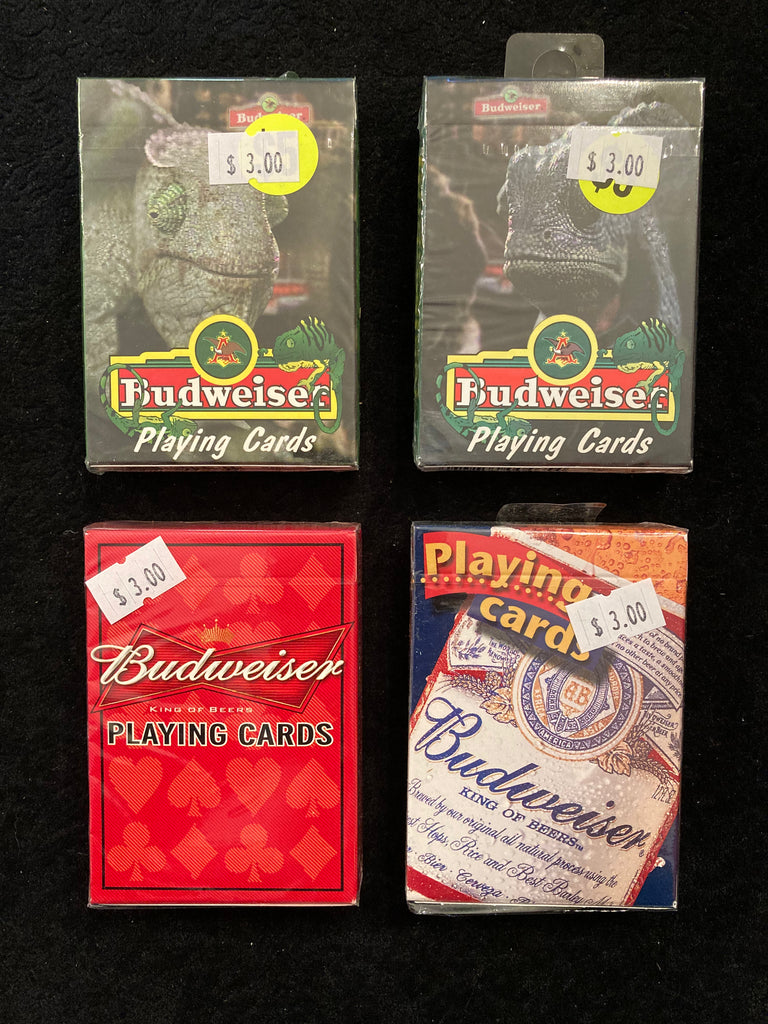 Budweiser
$ 3.00
Budweiser
Playing Cards
Budweiser
$ 3.00
Budweiser
Playing Cards
$ 3.00
Budweiser
KING OF BEERS
PLAYING CARDS
Playing
Cards
$ 3.00
AMERICA
Budweiser
KING OF BEERS
Brewed by our original all natural process using the
Hops, Rice and Best Barley
Bier · Cerveza ·